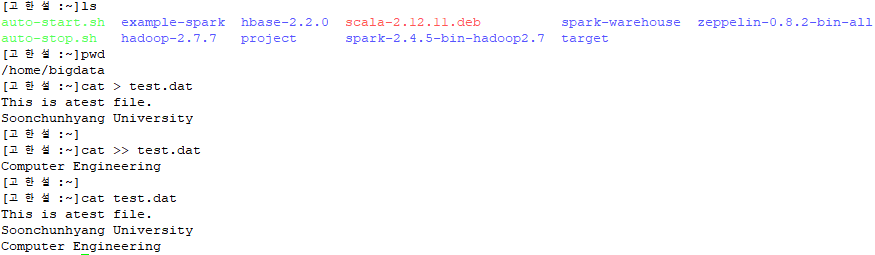 [고 한 설 :~]ls
auto-start.sh example-spark hbase-2.2.0 scala-2.12.11.deb spark-warehouse zeppelin-0.8.2-bin-all
auto-stop.sh hadoop-2.7.7 project spark-2.4.5-bin-hadoop2.7 target
[고 한 설 :~]pwd
/home/bigdata
[고 한 설 :~]cat > test.dat
This is atest file.
Soonchunhyang University
[고 한 설 :~]
[고 한 설 :~]cat >> test.dat
Computer Engineering
[고 한 설 :~]
[고 한 설 :~]cat test.dat
This is atest file.
Soonchunhyang University
Computer Engineering